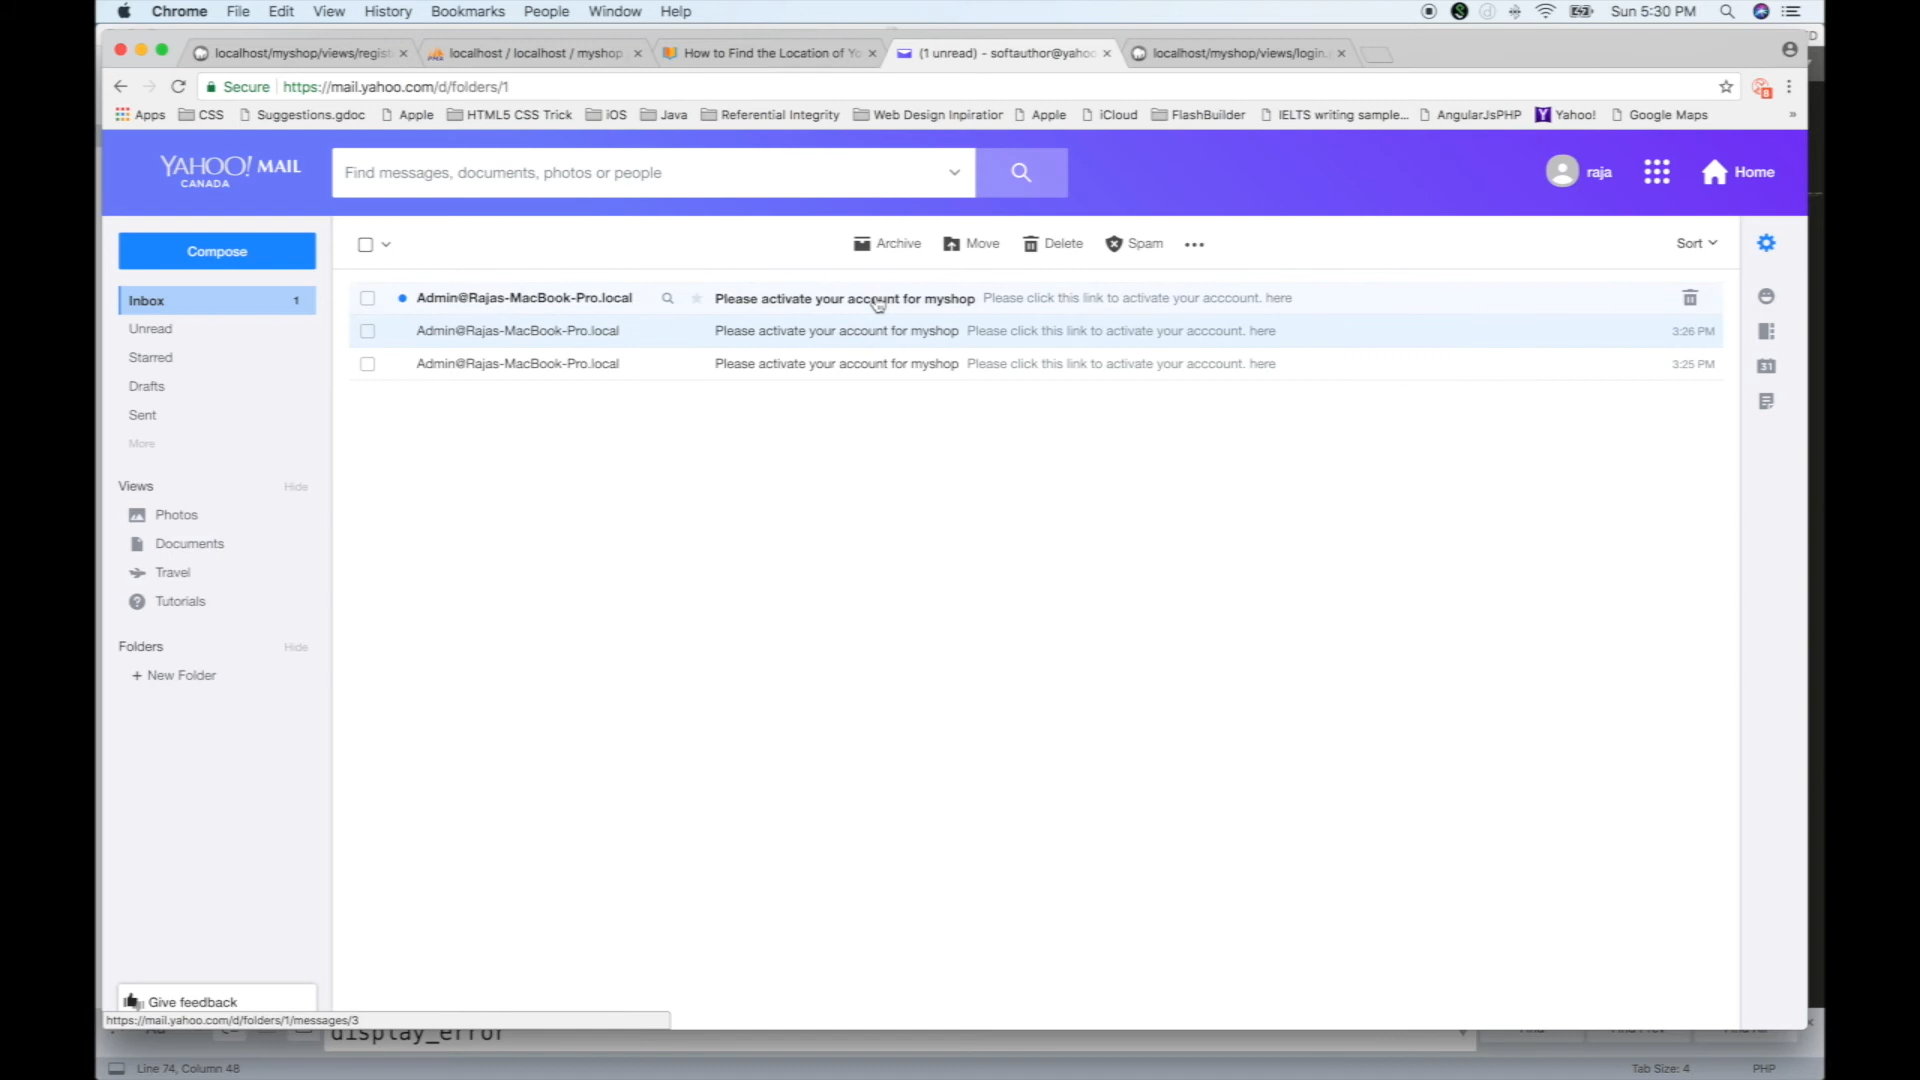 Chrome File Edit View History Bookmarks People Window Help Sun 5:30 PM
localhost/myshop/views/regist localhost / localhost / myshop How to Find the Location of Yo (1 unread) - softauthor@yahoo localhost/myshop/views/login.
Secure https://mail.yahoo.com/d/folders/1
Apps CSS Suggestions.gdoc Apple HTML5 CSS Trick iOS Java Referential Integrity Web Design Inpiratior Apple iCloud FlashBuilder IELTS writing sample... AngularJsPHP Yahoo! Google Maps »
YAHOO! MAIL
CANADA
Find messages, documents, photos or people
raja Home
Compose
Archive Move Delete Spam Sort
Inbox 1
Unread
Starred
Drafts
Sent
More
Admin@Rajas-MacBook-Pro.local Please activate your account for myshop Please click this link to activate your acccount. here
Admin@Rajas-MacBook-Pro.local Please activate your account for myshop Please click this link to activate your acccount. here 3:26 PM
Admin@Rajas-MacBook-Pro.local Please activate your account for myshop Please click this link to activate your acccount. here 3:25 PM
31
Views Hide
Photos
Documents
Travel
Tutorials
Folders Hide
+ New Folder
Give feedback
https://mail.yahoo.com/d/folders/1/messages/3
display_error
Line 74, Column 48 Tab Size: 4 PHP